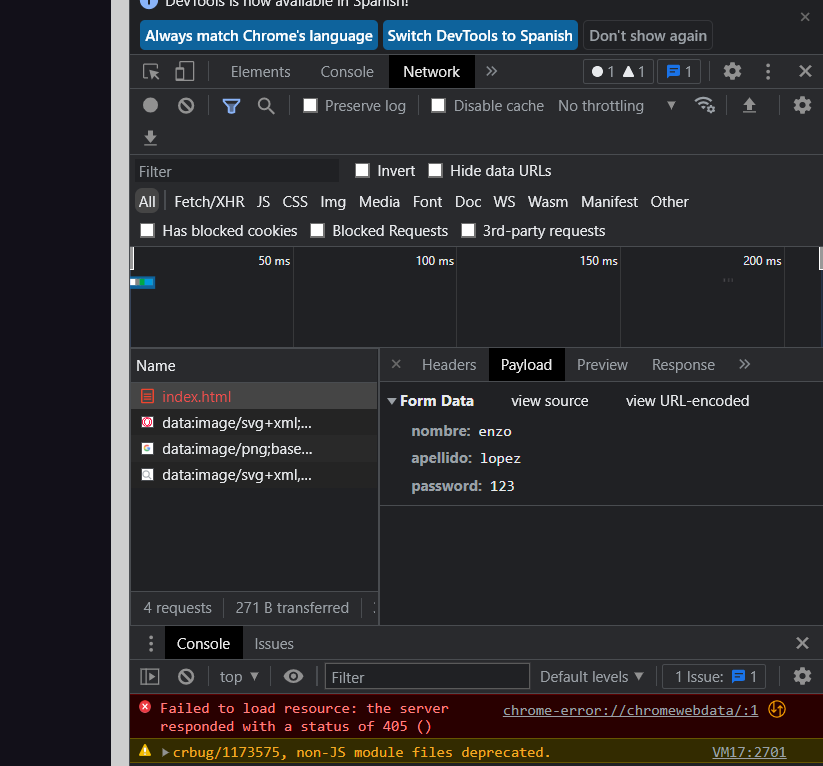 DevTools is now available in Spanish!
Always match Chrome's language Switch DevTools to Spanish Don't show again
Elements Console Network 1 1 1
Preserve log Disable cache No throttling
Filter Invert Hide data URLs
All Fetch/XHR JS CSS Img Media Font Doc WS Wasm Manifest Other
Has blocked cookies Blocked Requests 3rd-party requests
50 ms 100 ms 150 ms 200 ms
Name
index.html
data:image/svg+xml;...
data:image/png;base...
data:image/svg+xml,...
4 requests 271 B transferred
Headers Payload Preview Response
Form Data view source view URL-encoded
nombre: enzo
apellido: lopez
password: 123
Console Issues
top Filter Default levels 1 Issue: 1
Failed to load resource: the server chrome-error://chromewebdata/:1
responded with a status of 405 ()
crbug/1173575, non-JS module files deprecated. VM17:2701